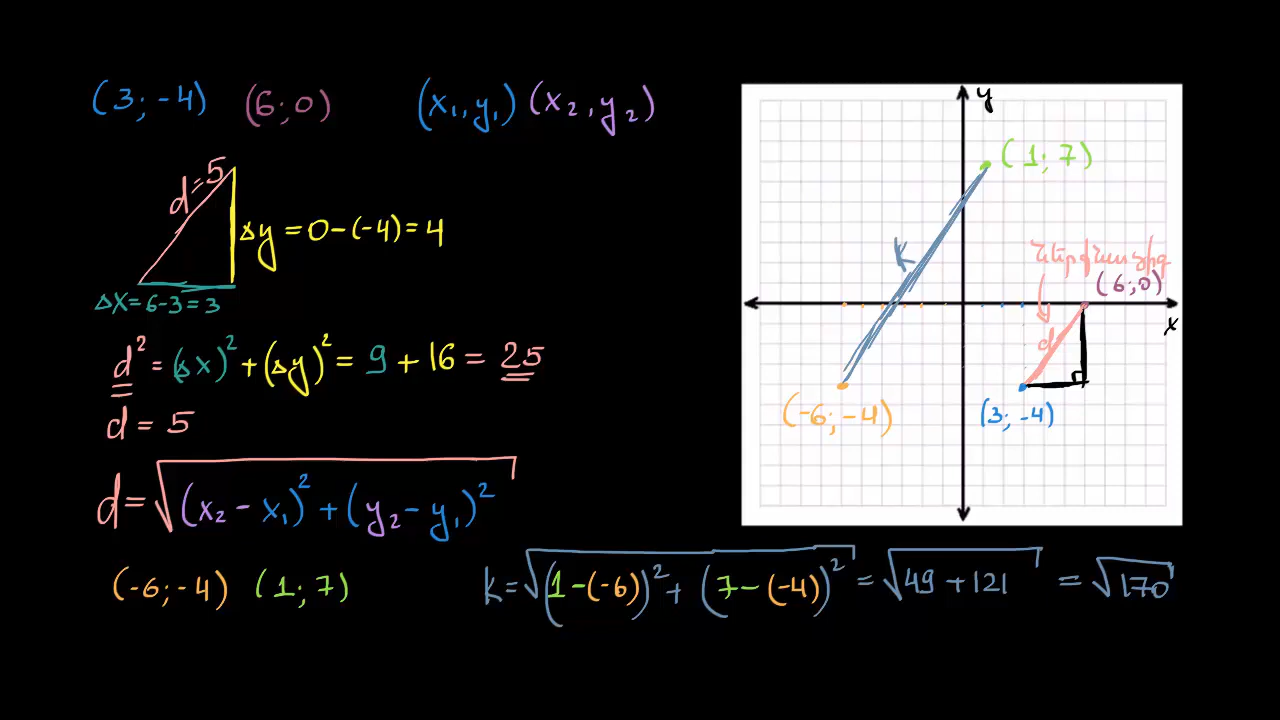 (3; -4) (6; 0) (x₁, y₁) (x₂, y₂)
d=5
Δy = 0-(-4)=4
Δx=6-3=3
d² = (Δx)² + (Δy)² = 9 + 16 = 25
d = 5
d = √(x₂ - x₁)² + (y₂ - y₁)²
(-6; -4) (1; 7)
k = √(1-(-6))² + (7-(-4))² = √49+121 = √170
y
(1; 7)
k
Ներքնաձիգ
(6; 0)
x
d
(-6; -4)
(3; -4)